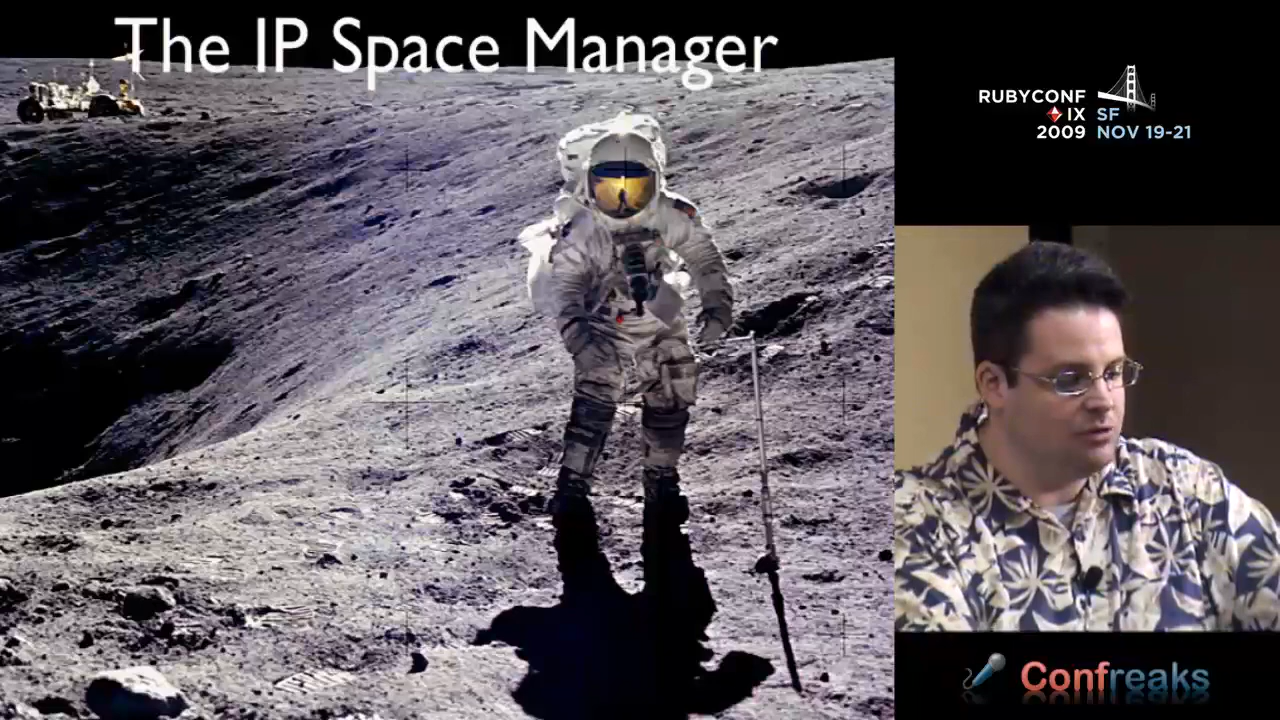 The IP Space Manager
RUBYCONF
IX SF
2009 NOV 19-21
Confreaks